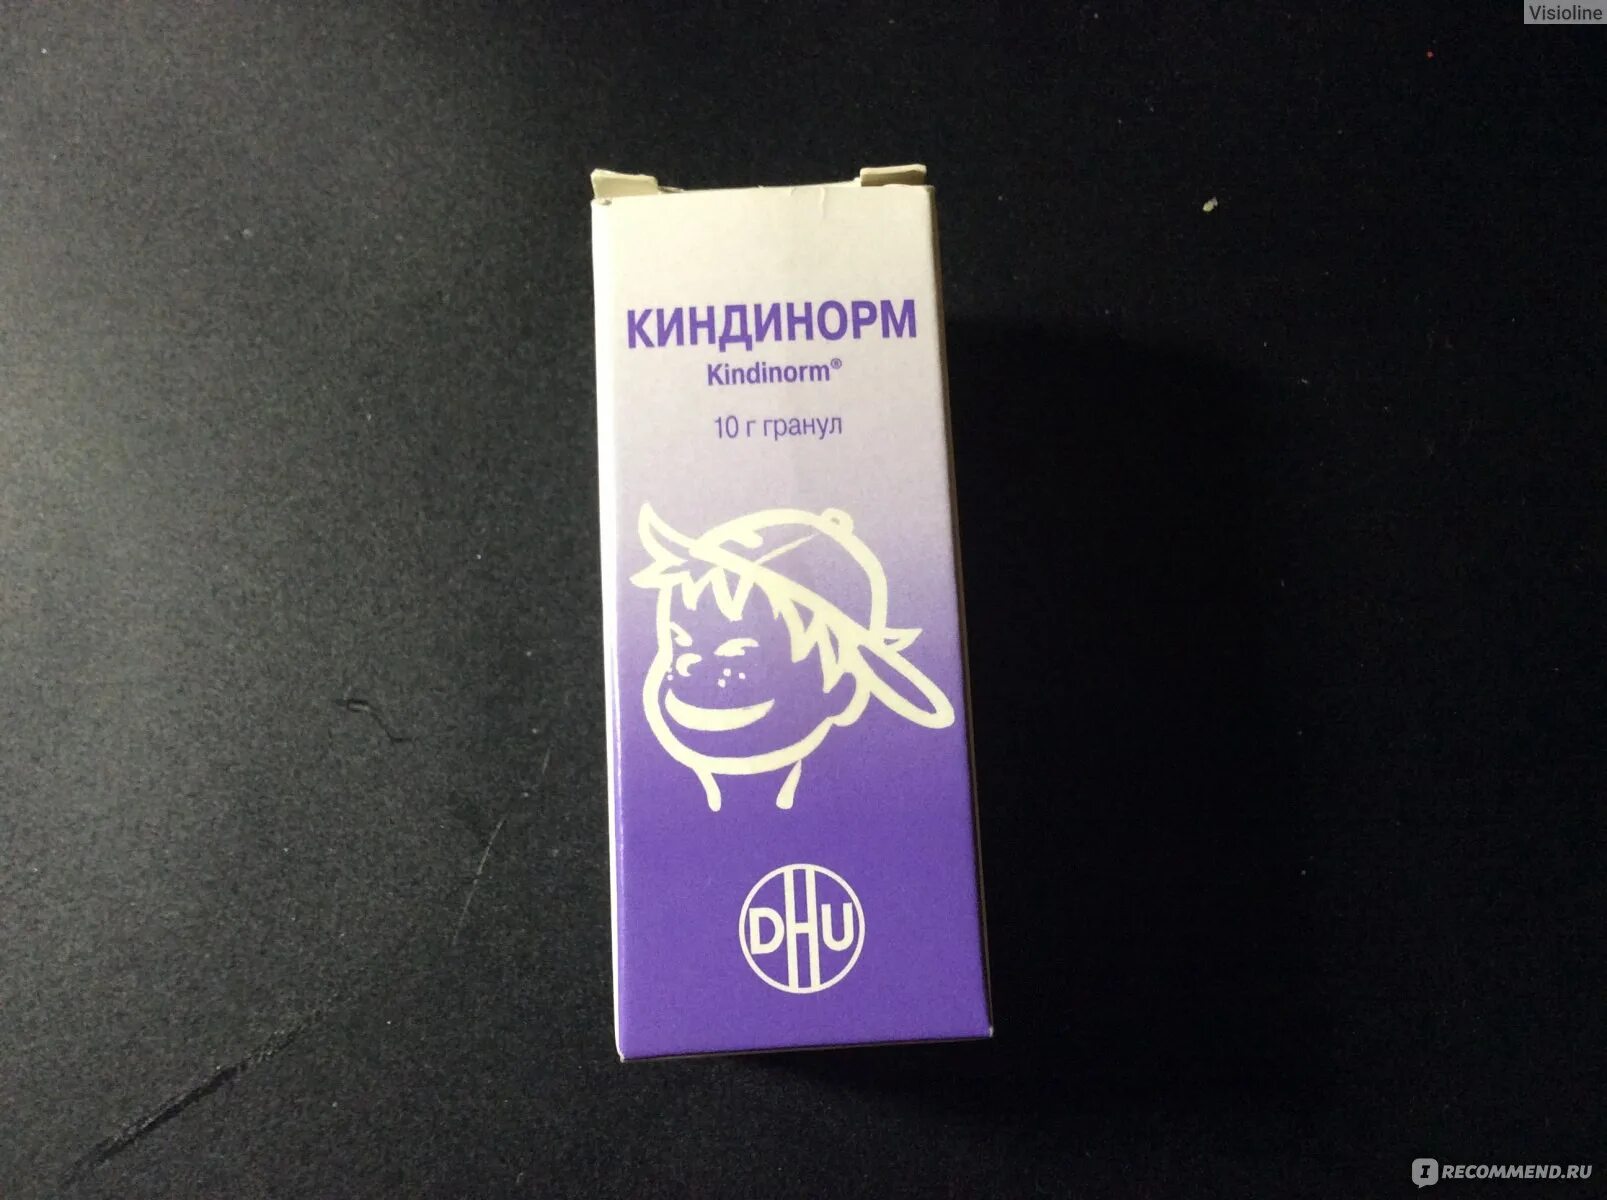 Visioline
КИНДИНОРМ
Kindinorm®
10 г гранул
DHU
I RECOMMEND.RU